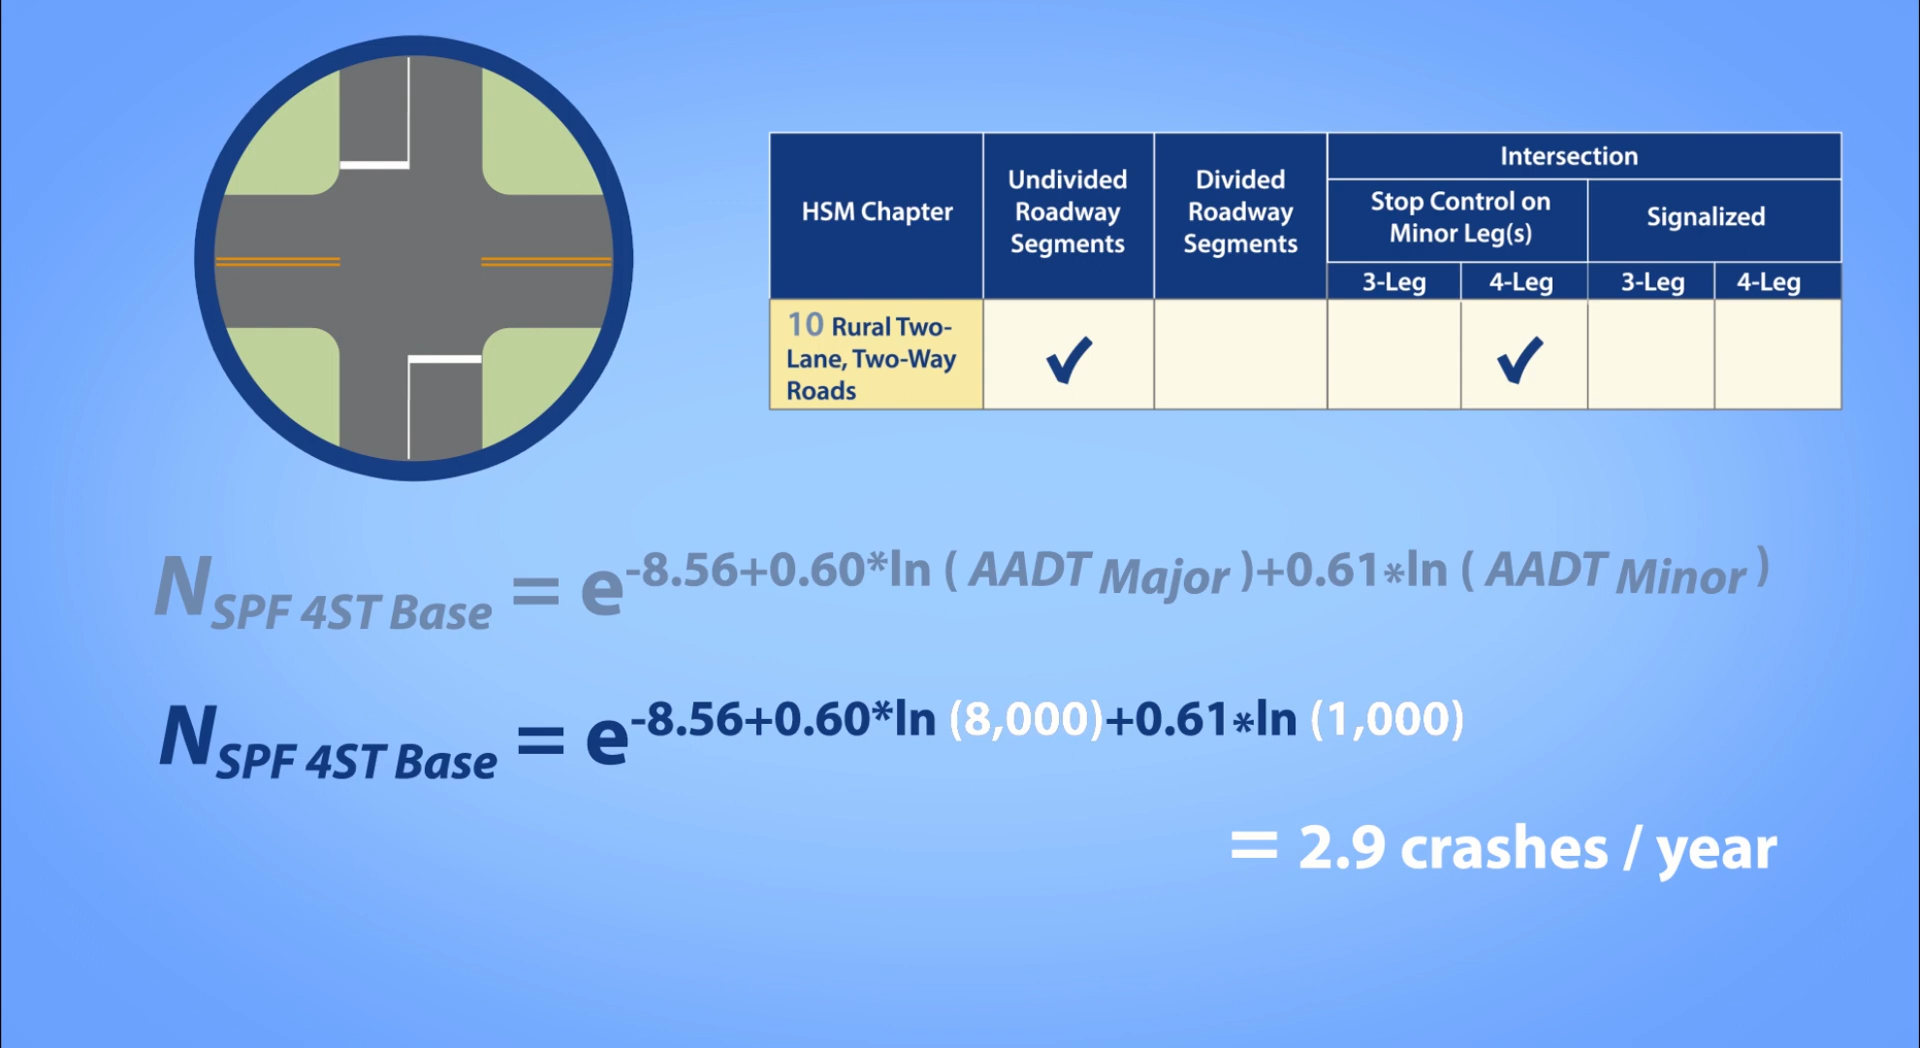 HSM Chapter
Undivided
Roadway
Segments
Divided
Roadway
Segments
Intersection
Stop Control on
Minor Leg(s)
Signalized
3-Leg
4-Leg
3-Leg
4-Leg
10 Rural Two-
Lane, Two-Way
Roads
✓
✓
N SPF 4ST Base = e -8.56+0.60*ln ( AADT Major )+0.61*ln ( AADT Minor )
N SPF 4ST Base = e -8.56+0.60*ln (8,000)+0.61*ln (1,000)
= 2.9 crashes / year